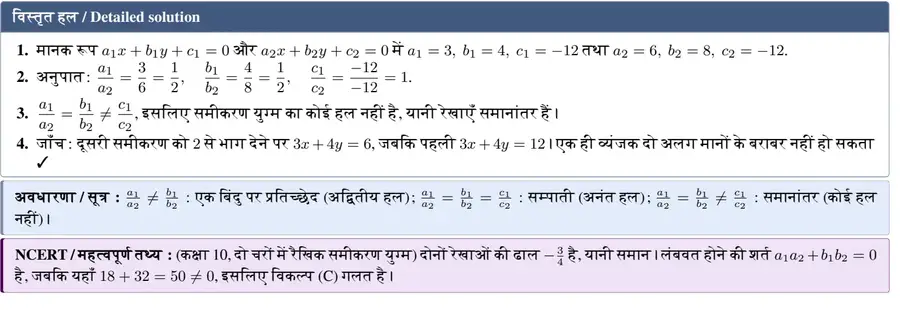 विस्तृत हल / Detailed solution
1. मानक रूप a₁x + b₁y + c₁ = 0 और a₂x + b₂y + c₂ = 0 में a₁ = 3, b₁ = 4, c₁ = −12 तथा a₂ = 6, b₂ = 8, c₂ = −12.
2. अनुपात : a₁/a₂ = 3/6 = 1/2, b₁/b₂ = 4/8 = 1/2, c₁/c₂ = −12/−12 = 1.
3. a₁/a₂ = b₁/b₂ ≠ c₁/c₂, इसलिए समीकरण युग्म का कोई हल नहीं है, यानी रेखाएँ समानांतर हैं।
4. जाँच : दूसरी समीकरण को 2 से भाग देने पर 3x + 4y = 6, जबकि पहली 3x + 4y = 12। एक ही व्यंजक दो अलग मानों के बराबर नहीं हो सकता
✓
अवधारणा / सूत्र : a₁/a₂ ≠ b₁/b₂ : एक बिंदु पर प्रतिच्छेद (अद्वितीय हल); a₁/a₂ = b₁/b₂ = c₁/c₂ : सम्पाती (अनंत हल); a₁/a₂ = b₁/b₂ ≠ c₁/c₂ : समानांतर (कोई हल
नहीं)।
NCERT / महत्वपूर्ण तथ्य : (कक्षा 10, दो चरों में रैखिक समीकरण युग्म) दोनों रेखाओं की ढाल −3/4 है, यानी समान। लंबवत होने की शर्त a₁a₂ + b₁b₂ = 0
है, जबकि यहाँ 18 + 32 = 50 ≠ 0, इसलिए विकल्प (C) गलत है।